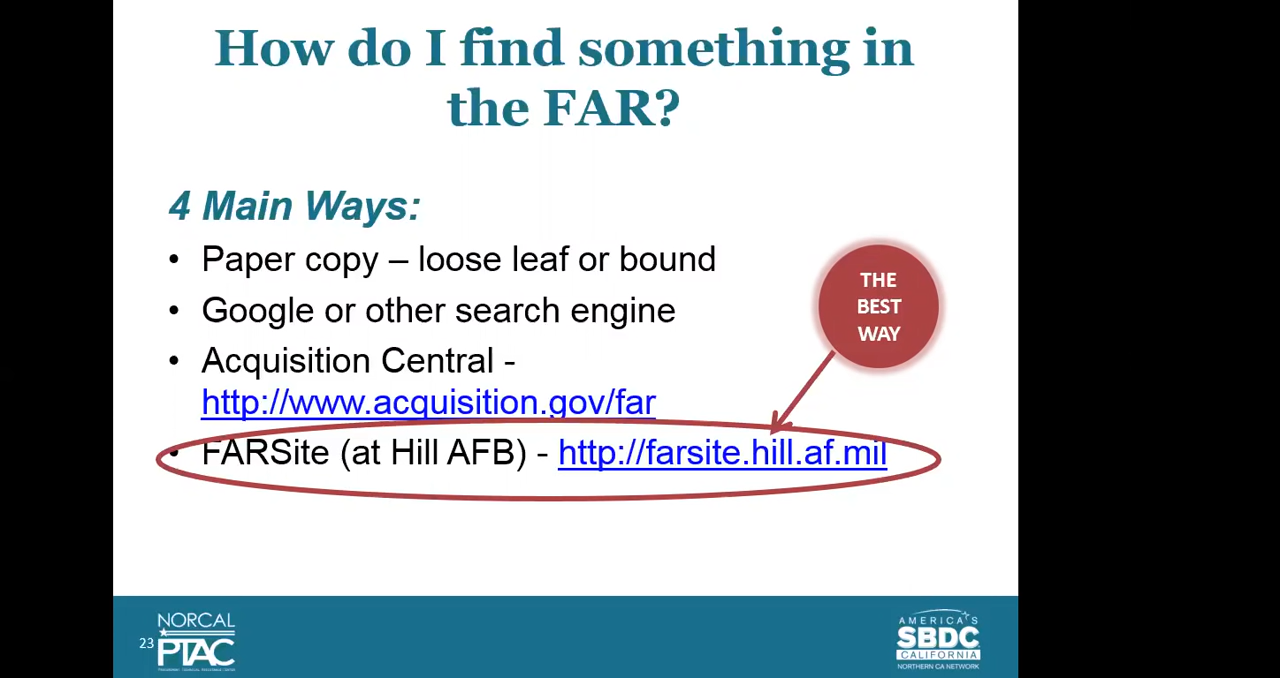 How do I find something in
the FAR?
4 Main Ways:
• Paper copy – loose leaf or bound
• Google or other search engine
• Acquisition Central -
http://www.acquisition.gov/far
• FARSite (at Hill AFB) - http://farsite.hill.af.mil
THE
BEST
WAY
23
NORCAL
PTAC
AMERICA'S
SBDC
CALIFORNIA
NORTHERN CA NETWORK